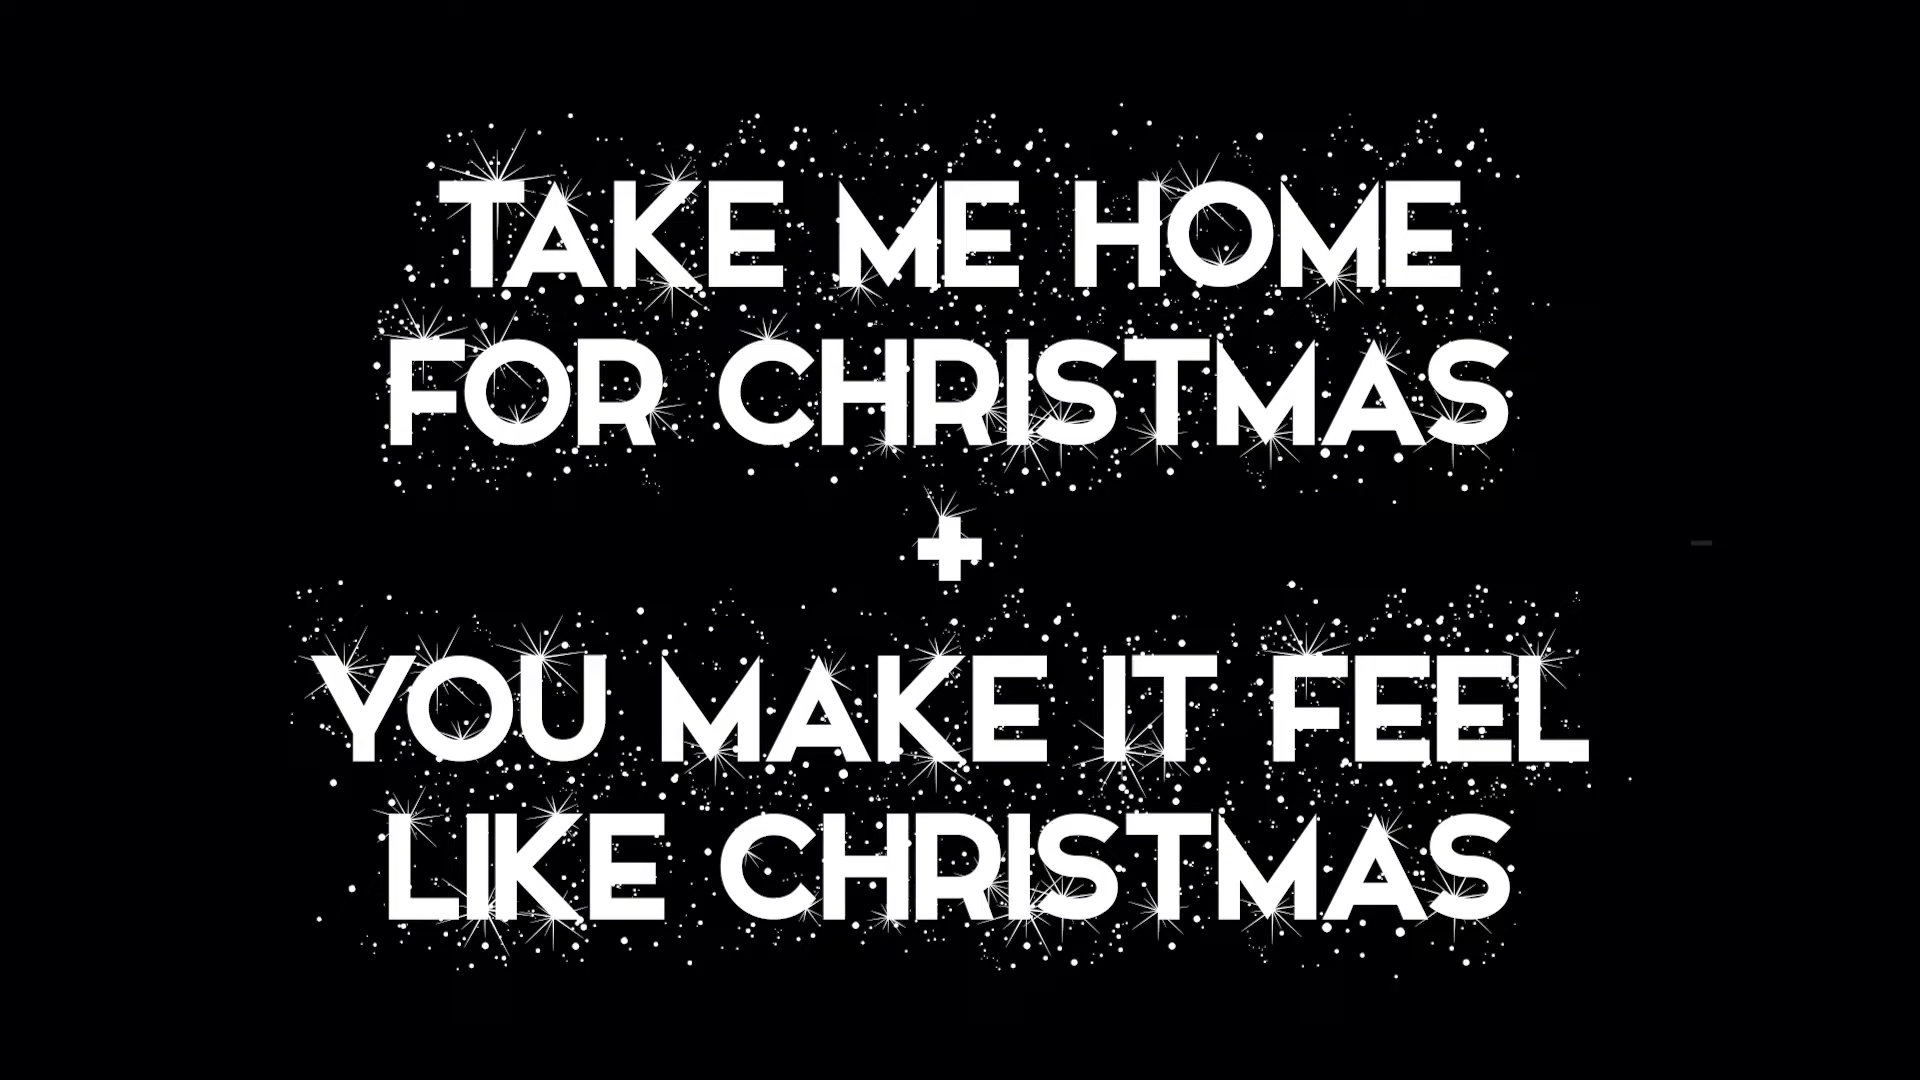 TAKE ME HOME
FOR CHRISTMAS
+
YOU MAKE IT FEEL
LIKE CHRISTMAS